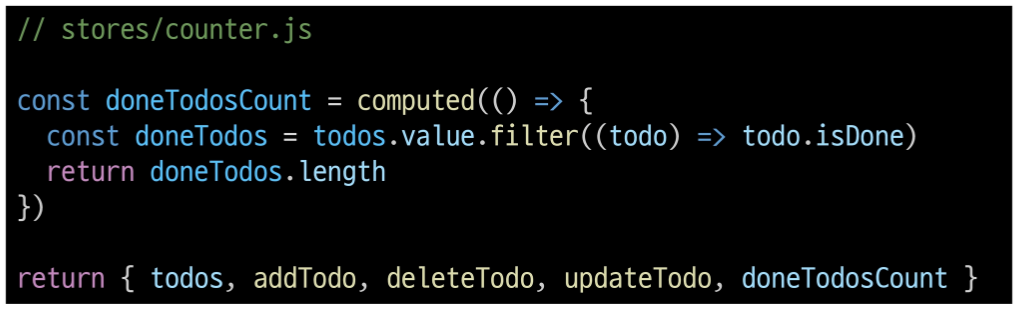 // stores/counter.js
const doneTodosCount = computed(() => {
  const doneTodos = todos.value.filter((todo) => todo.isDone)
  return doneTodos.length
})
return { todos, addTodo, deleteTodo, updateTodo, doneTodosCount }